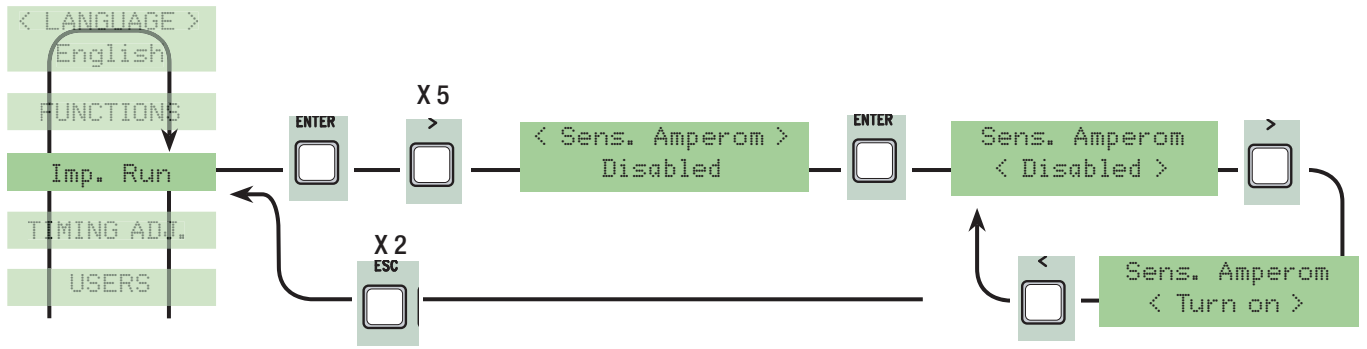 < LANGUAGE >
English
FUNCTIONS
Imp. Run
TIMING ADJ.
USERS
ENTER
X 5
>
< Sens. Amperom >
Disabled
ENTER
Sens. Amperom
< Disabled >
>
X 2
ESC
<
Sens. Amperom
< Turn on >